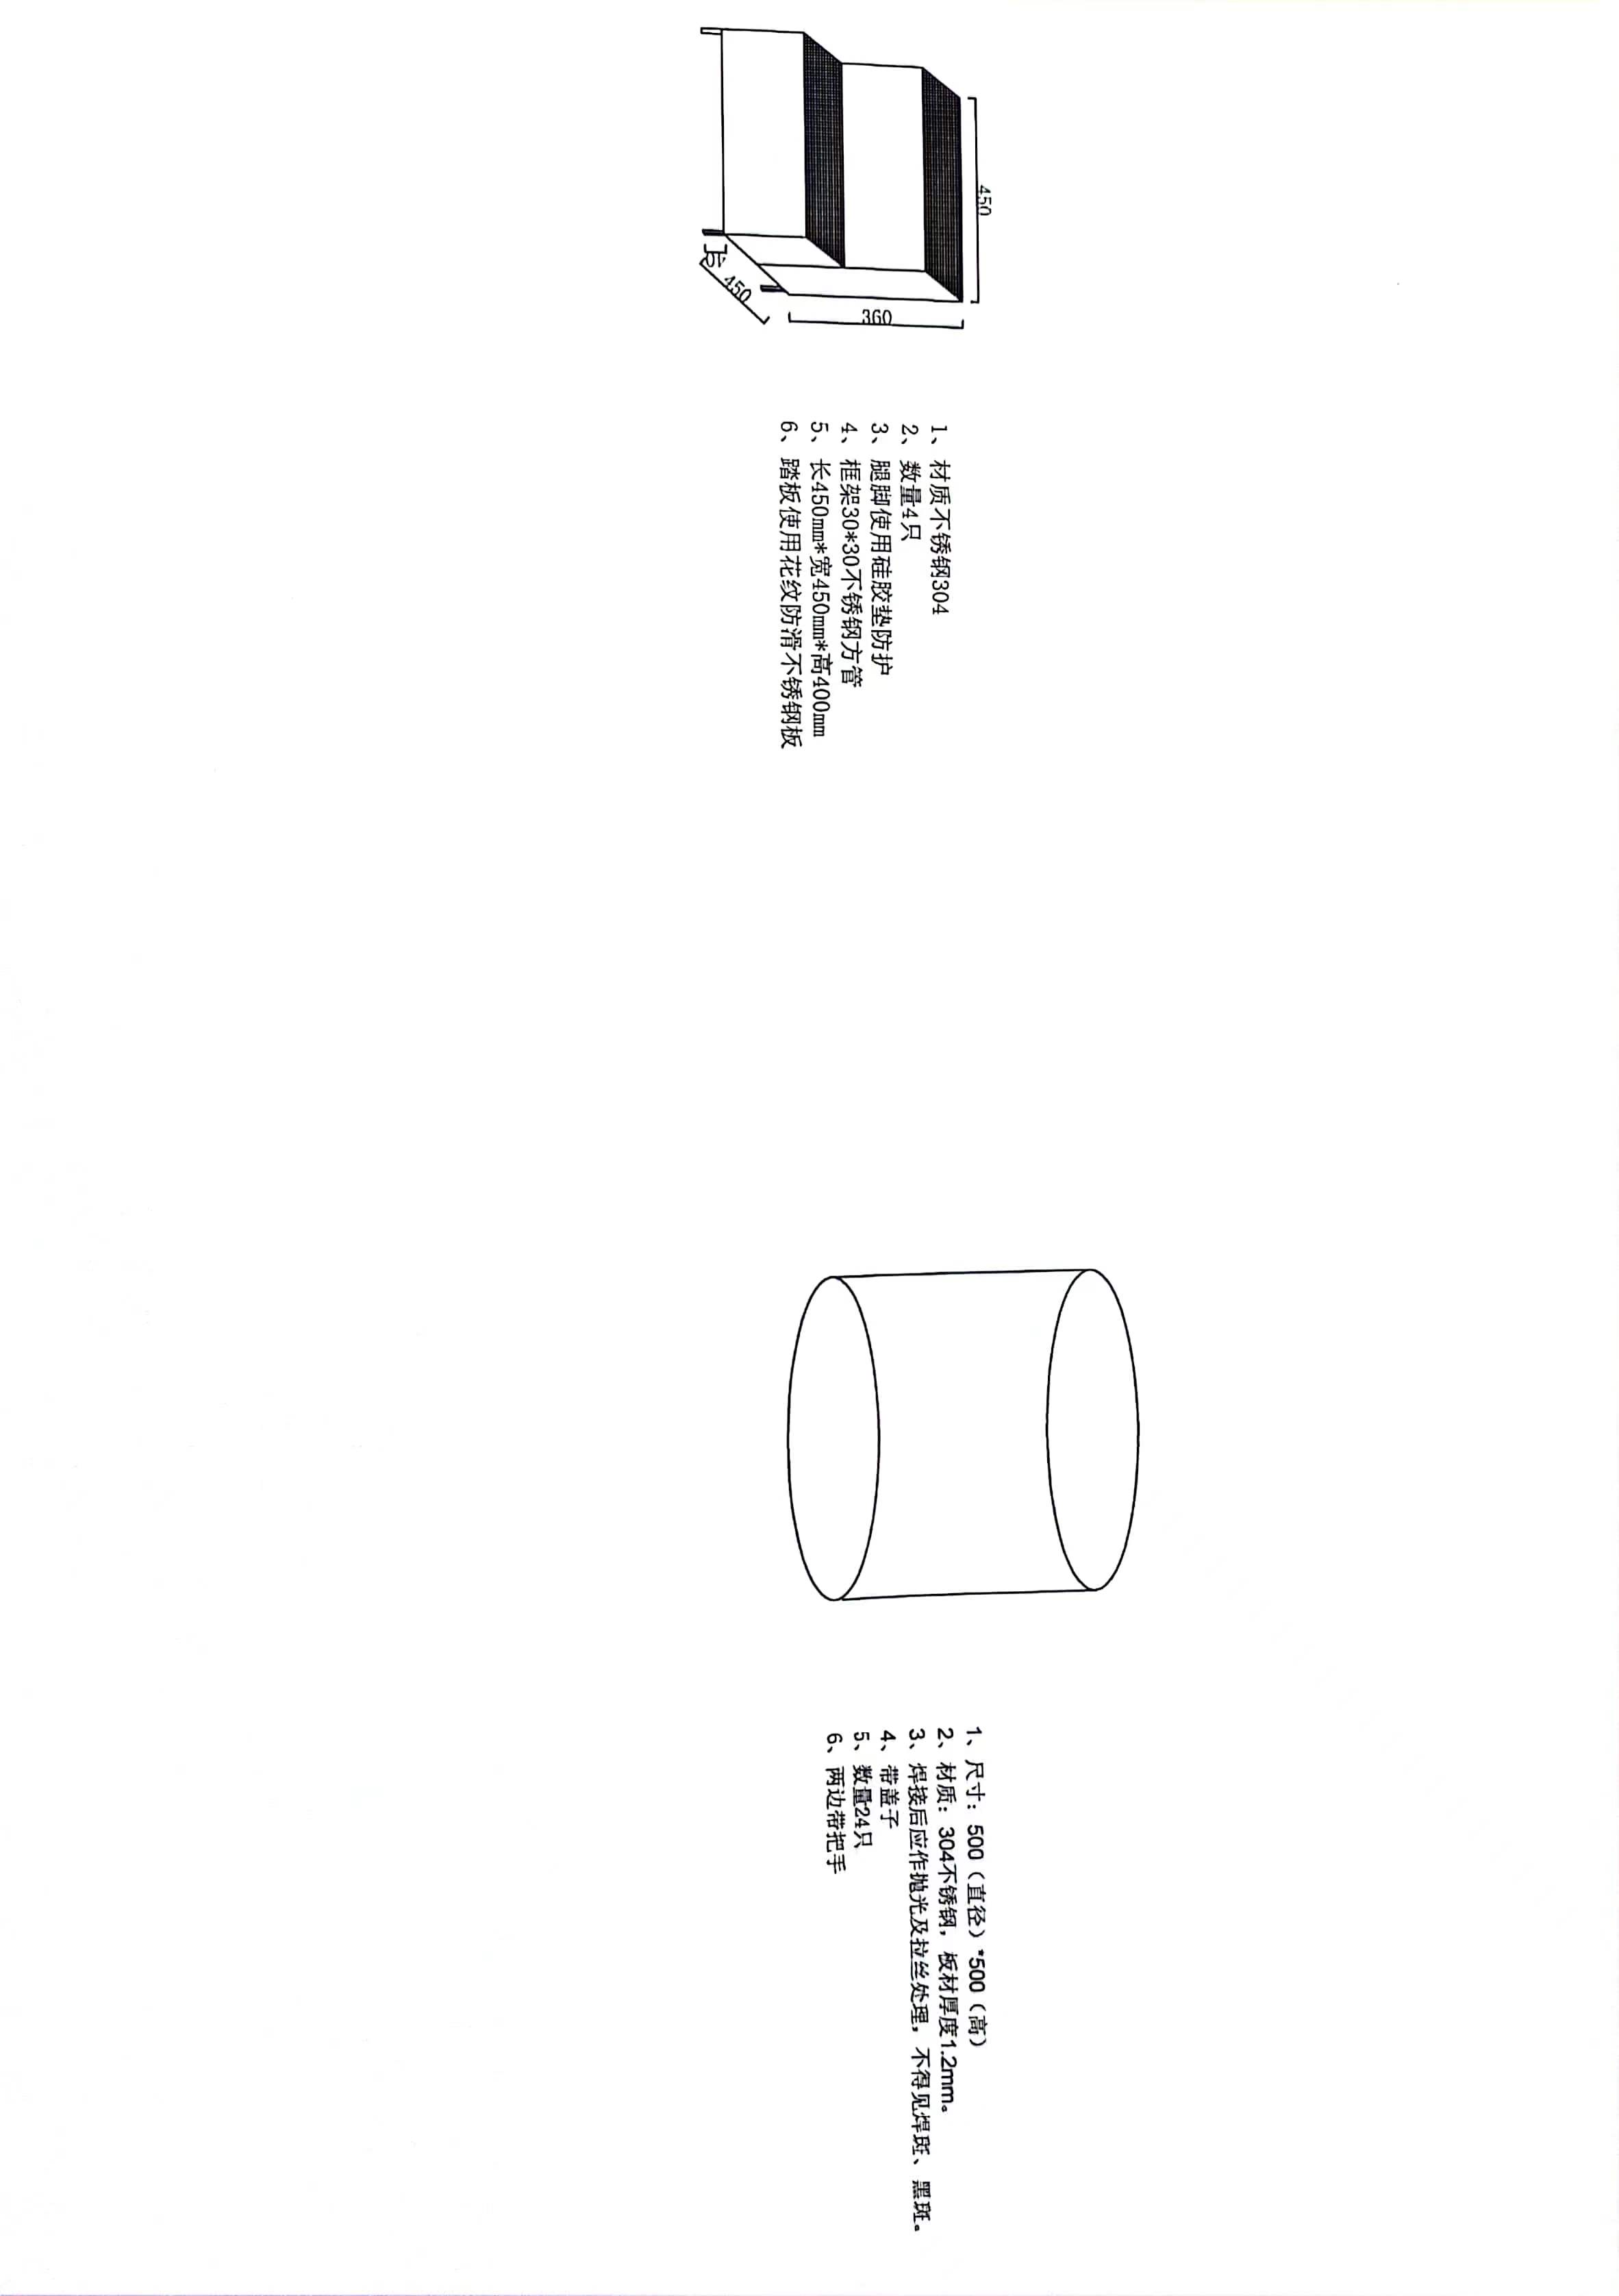 450
360
450
1、材质不锈钢304
2、数量4只
3、腿脚使用硅胶垫防护
4、框架30*30不锈钢方管
5、长450mm*宽450mm*高400mm
6、踏板使用花纹防滑不锈钢板
1、尺寸：500（直径）*500（高）
2、材质：304不锈钢，板材厚度1.2mm。
3、焊接后应作抛光及拉丝处理，不得见焊斑、黑斑。
4、带盖子
5、数量24只
6、两边带把手